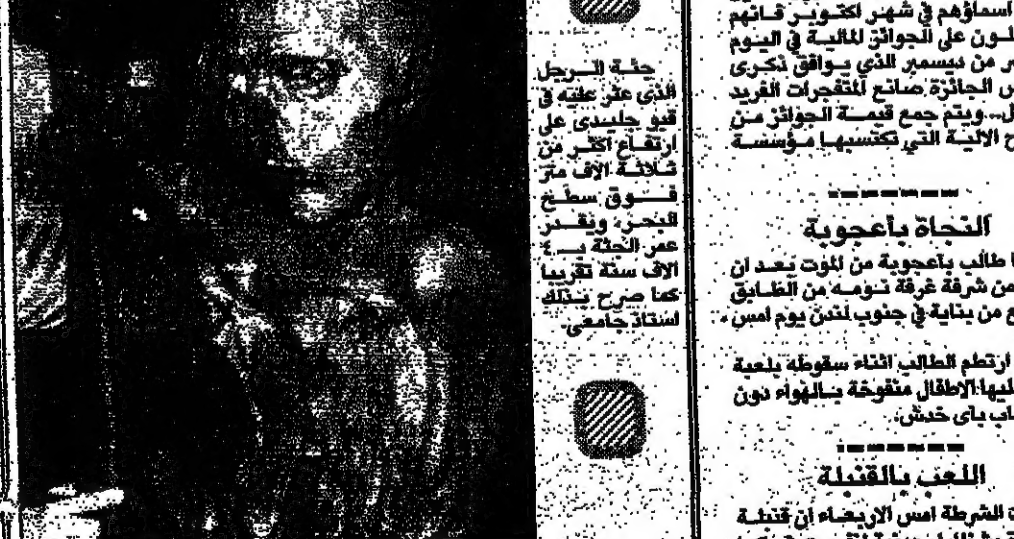 اسماؤهم في شهر اكتوبر فانهم
على الجوائز المالية في اليوم
من ديسمبر الذي يوافق ذكرى
الجائزة صانع المتفجرات الفريد
ويتم جمع قيمة الجوائز من
الالية التي تكتسبها مؤسسة
النجاة بأعجوبة
طالب بأعجوبة من الموت بعد ان
من شرفة غرفة نومه من الطابق
من بناية في جنوب لندن يوم امس
ارتطم الطالب اثناء سقوطه بلعبة
الاطفال منفوخة بالهواء دون
باي خدش.
اللعب بالقنبلة
الشرطة امس الاربعاء ان قنبلة
جثة الرجل
الذي عثر عليه في
قبو جليدي على
ارتفاع اكثر من
ثلاثة الاف متر
فوق سطح
البحر، ويقدر
عمر الجثة بـ ٤
الاف سنة تقريبا
كما صرح بذلك
استاذ جامعي.